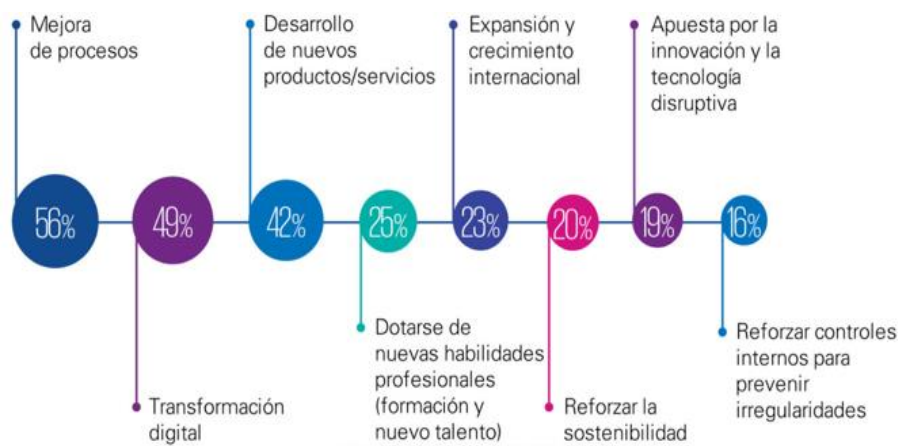 Mejora
de procesos
Desarrollo
de nuevos
productos/servicios
Expansión y
crecimiento
internacional
Apuesta por la
innovación y la
tecnología
disruptiva
56%
49%
42%
25%
23%
20%
19%
16%
Transformación
digital
Dotarse de
nuevas habilidades
profesionales
(formación y
nuevo talento)
Reforzar la
sostenibilidad
Reforzar controles
internos para
prevenir
irregularidades